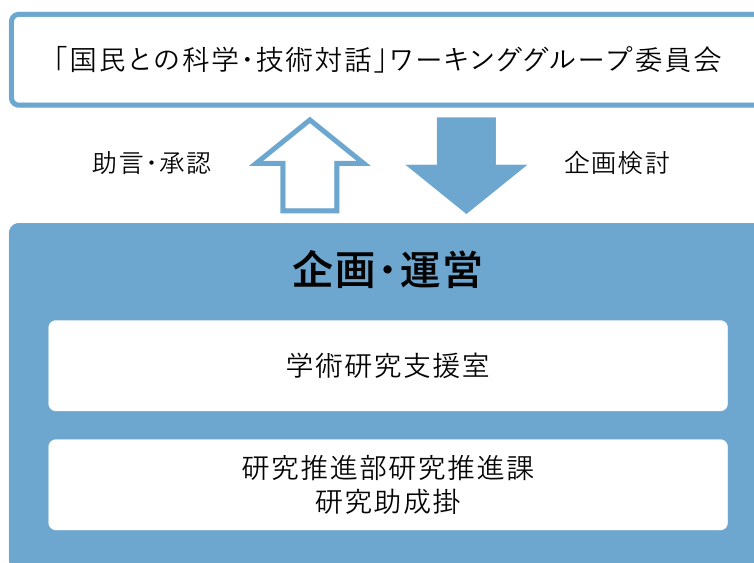 「国民との科学・技術対話」ワーキンググループ委員会
助言・承認
企画検討
企画・運営
学術研究支援室
研究推進部研究推進課
研究助成掛